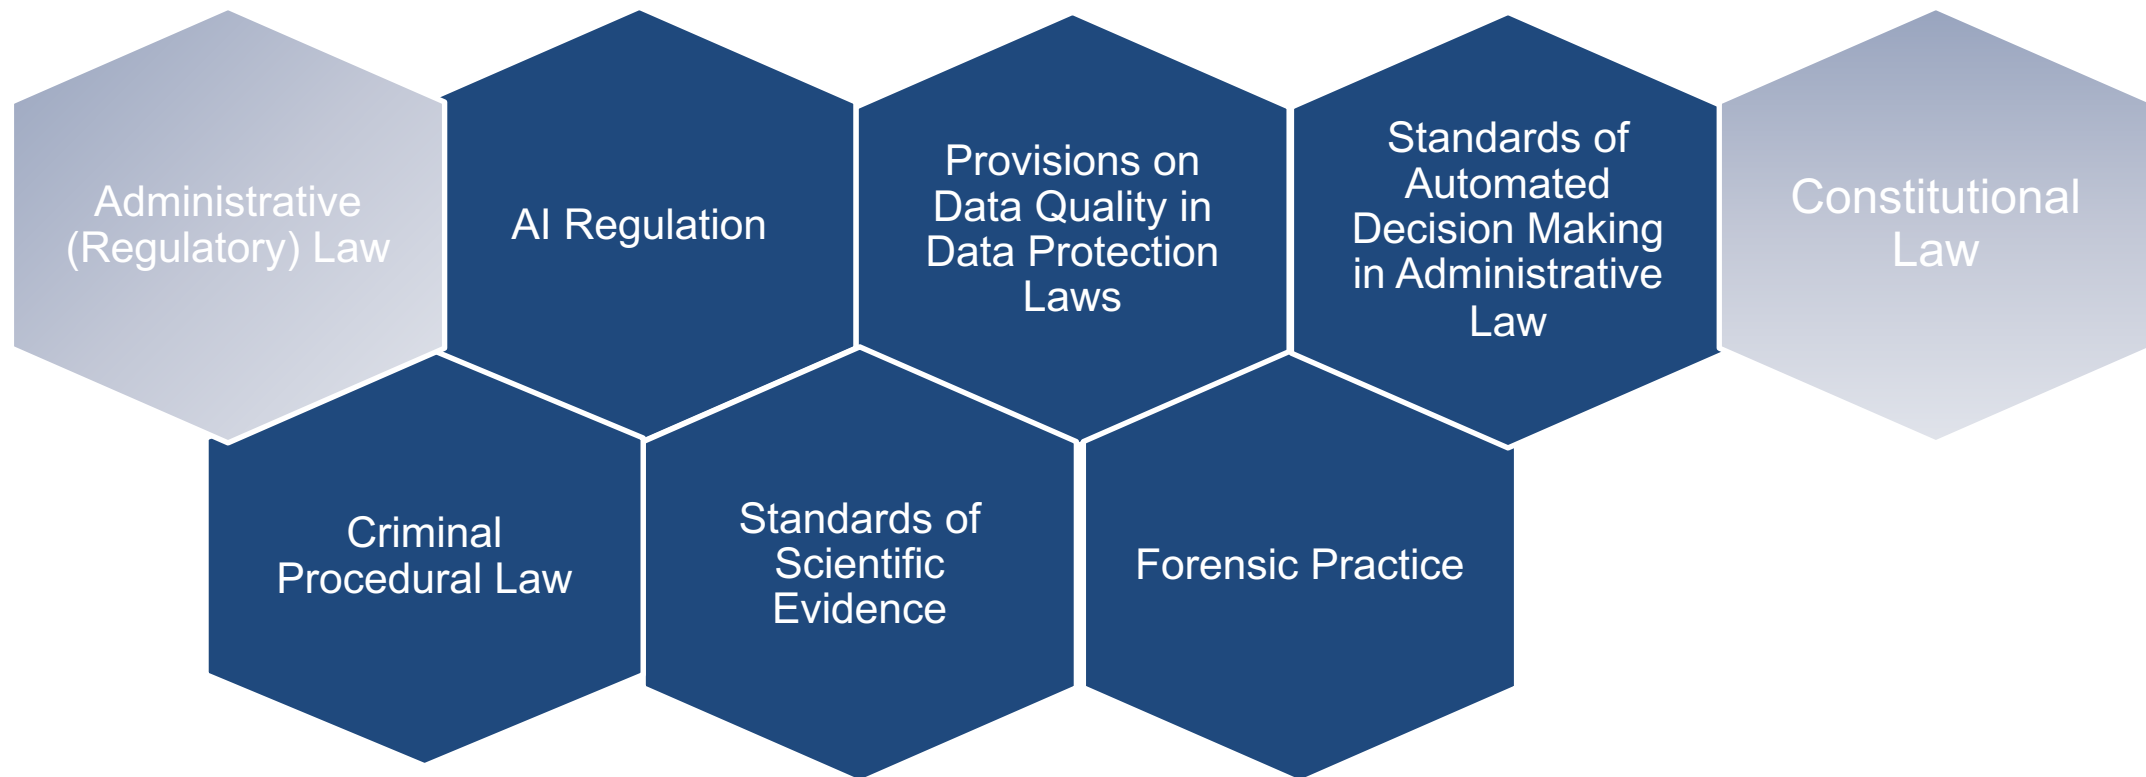 Administrative
(Regulatory) Law
AI Regulation
Provisions on
Data Quality in
Data Protection
Laws
Standards of
Automated
Decision Making
in Administrative
Law
Constitutional
Law
Criminal
Procedural Law
Standards of
Scientific
Evidence
Forensic Practice